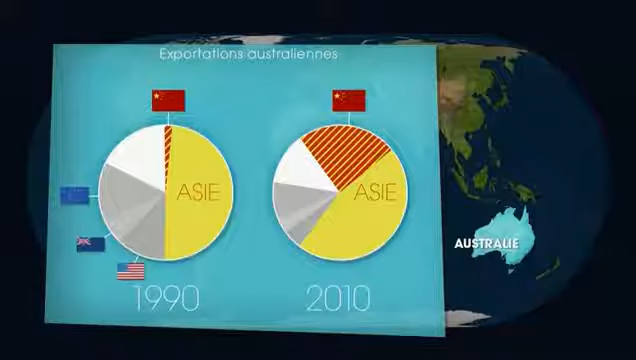 Exportations australiennes
ASIE
ASIE
AUSTRALIE
1990
2010